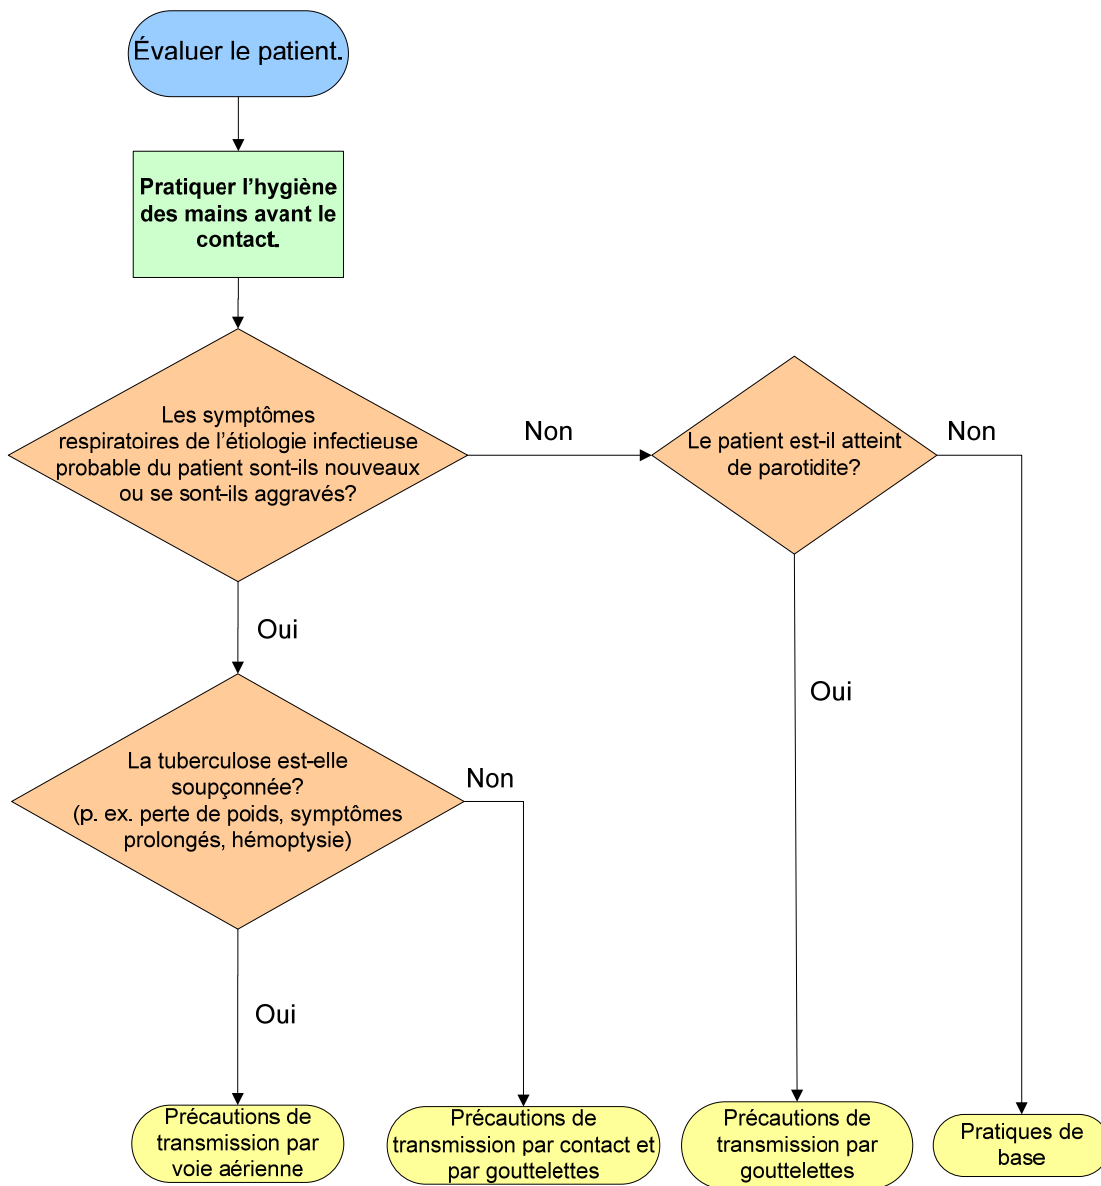 Évaluer le patient.
Pratiquer l'hygiène
des mains avant le
contact.
Les symptômes
respiratoires de l'étiologie infectieuse
probable du patient sont-ils nouveaux
ou se sont-ils aggravés?
Non
Le patient est-il atteint
de parotidite?
Non
Oui
Oui
La tuberculose est-elle
soupçonnée?
(p. ex. perte de poids, symptômes
prolongés, hémoptysie)
Non
Oui
Précautions de
transmission par
voie aérienne
Précautions de
transmission par contact et
par gouttelettes
Précautions de
transmission par
gouttelettes
Pratiques de
base